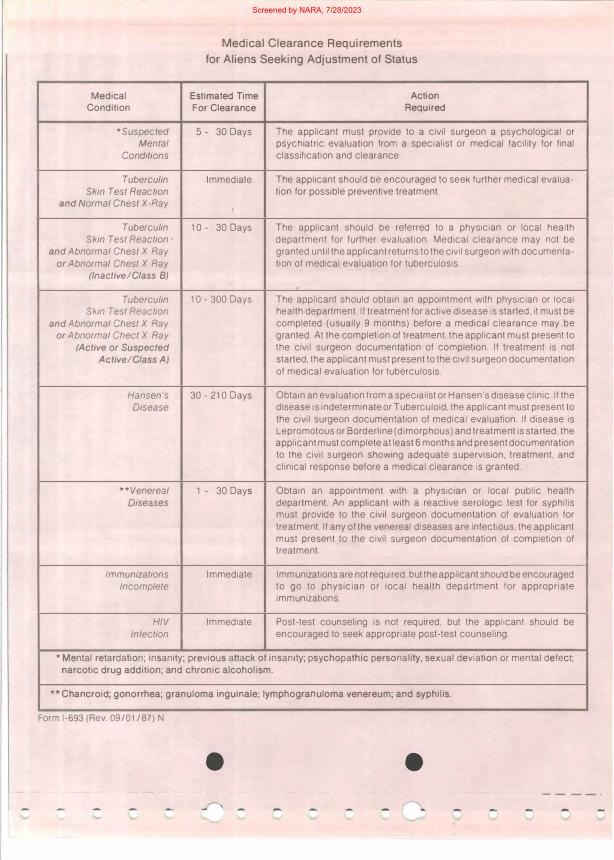 Screened by NARA, 7/28/2023
Medical Clearance Requirements
for Aliens Seeking Adjustment of Status
Medical
Condition
Estimated Time
For Clearance
Action
Required
*Suspected
Mental
Conditions
5 - 30 Days
The applicant must provide to a civil surgeon a psychological or
psychiatric evaluation from a specialist or medical facility for final
classification and clearance.
Tuberculin
Skin Test Reaction
and Normal Chest X-Ray
Immediate
The applicant should be encouraged to seek further medical evalua-
tion for possible preventive treatment.
Tuberculin
Skin Test Reaction
and Abnormal Chest X-Ray
or Abnormal Chest X-Ray
(Inactive/Class B)
10 - 30 Days
The applicant should be referred to a physician or local health
department for further evaluation. Medical clearance may not be
granted until the applicant returns to the civil surgeon with documenta-
tion of medical evaluation for tuberculosis.
Tuberculin
Skin Test Reaction
and Abnormal Chest X-Ray
or Abnormal Chest X-Ray
(Active or Suspected
Active/Class A)
10 - 300 Days
The applicant should obtain an appointment with physician or local
health department. If treatment for active disease is started, it must be
completed (usually 9 months) before a medical clearance may be
granted. At the completion of treatment, the applicant must present to
the civil surgeon documentation of completion. If treatment is not
started, the applicant must present to the civil surgeon documentation
of medical evaluation for tuberculosis.
Hansen's
Disease
30 - 210 Days
Obtain an evaluation from a specialist or Hansen's disease clinic. If the
disease is indeterminate or Tuberculoid, the applicant must present to
the civil surgeon documentation of medical evaluation. If disease is
Lepromotous or Borderline (dimorphous) and treatment is started, the
applicant must complete at least 6 months and present documentation
to the civil surgeon showing adequate supervision, treatment, and
clinical response before a medical clearance is granted.
**Venereal
Diseases
1 - 30 Days
Obtain an appointment with a physician or local public health
department. An applicant with a reactive serologic test for syphilis
must provide to the civil surgeon documentation of evaluation for
treatment. If any of the venereal diseases are infectious, the applicant
must present to the civil surgeon documentation of completion of
treatment.
Immunizations
Incomplete
Immediate
Immunizations are not required, but the applicant should be encouraged
to go to physician or local health department for appropriate
immunizations.
HIV
Infection
Immediate
Post-test counseling is not required, but the applicant should be
encouraged to seek appropriate post-test counseling.
* Mental retardation; insanity; previous attack of insanity; psychopathic personality, sexual deviation or mental defect;
narcotic drug addition; and chronic alcoholism.
** Chancroid; gonorrhea; granuloma inguinale; lymphogranuloma venereum; and syphilis.
Form I-693 (Rev. 09/01/87) N